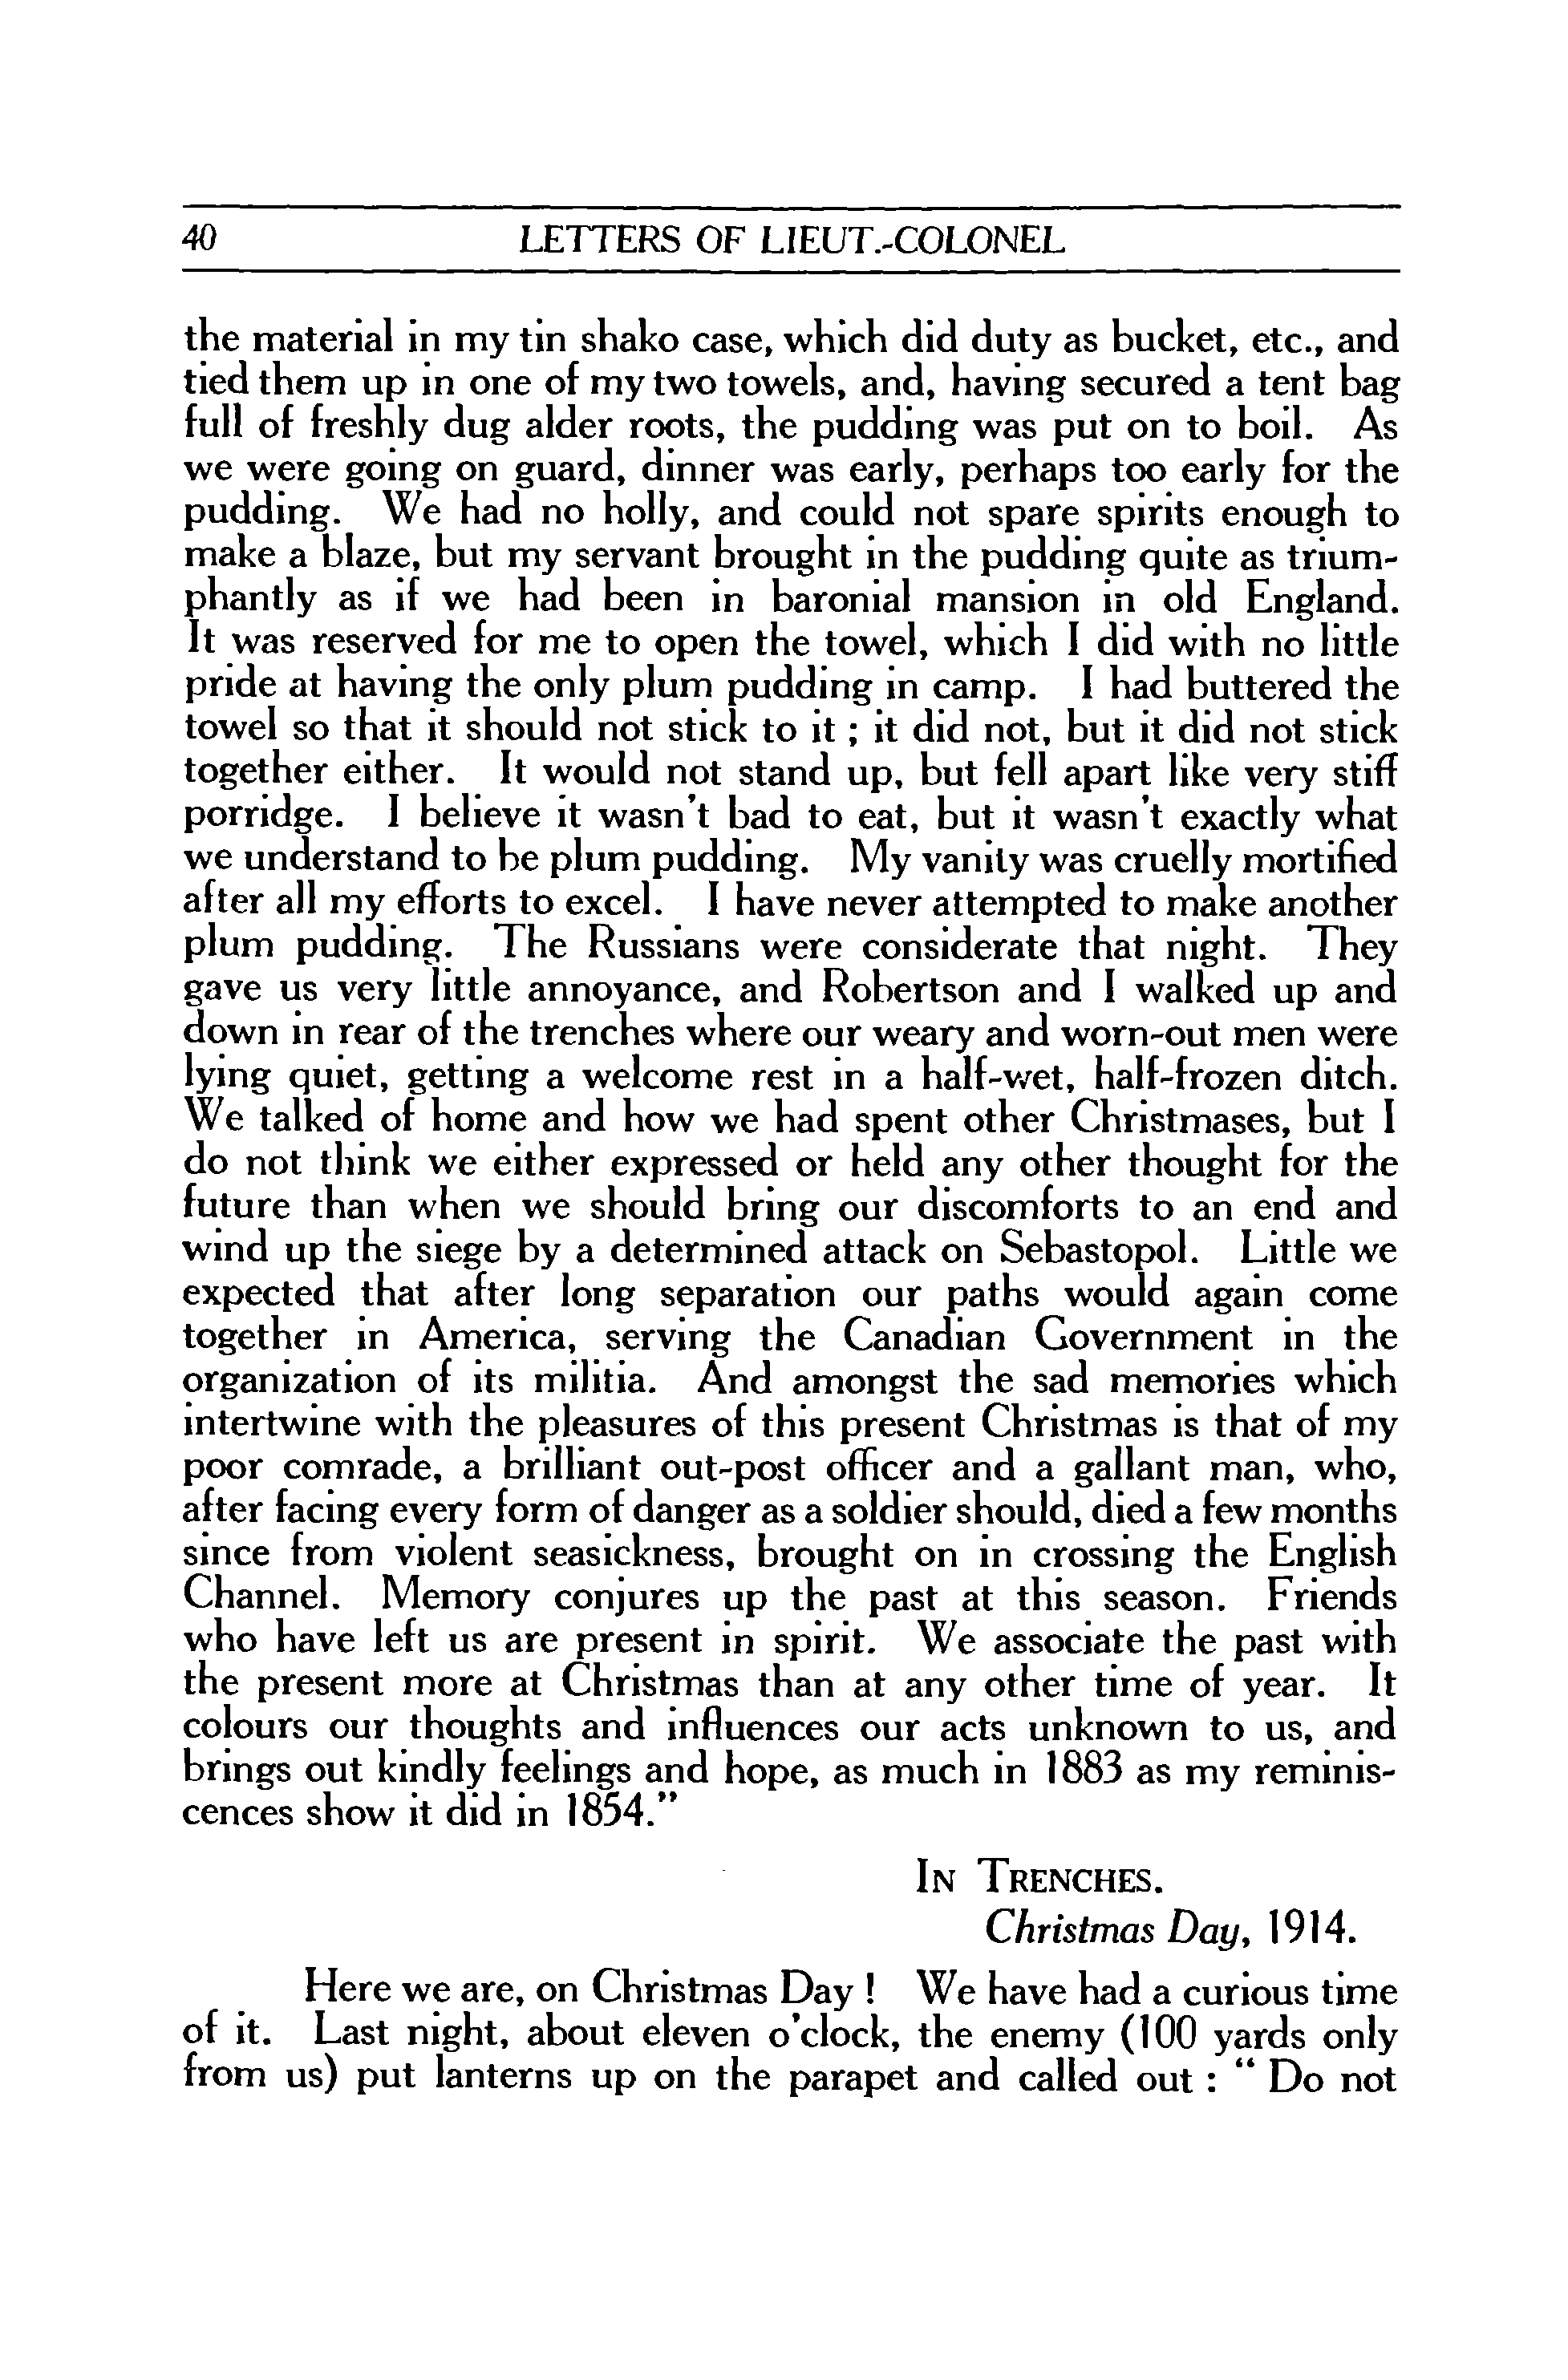 40 LETTERS OF LIEUT.-COLONEL
the material in my tin shako case, which did duty as bucket, etc., and
tied them up in one of my two towels, and, having secured a tent bag
full of freshly dug alder roots, the pudding was put on to boil. As
we were going on guard, dinner was early, perhaps too early for the
pudding. We had no holly, and could not spare spirits enough to
make a blaze, but my servant brought in the pudding quite as trium-
phantly as if we had been in baronial mansion in old England.
It was reserved for me to open the towel, which I did with no little
pride at having the only plum pudding in camp. I had buttered the
towel so that it should not stick to it ; it did not, but it did not stick
together either. It would not stand up, but fell apart like very stiff
porridge. I believe it wasn't bad to eat, but it wasn't exactly what
we understand to be plum pudding. My vanity was cruelly mortified
after all my efforts to excel. I have never attempted to make another
plum pudding. The Russians were considerate that night. They
gave us very little annoyance, and Robertson and I walked up and
down in rear of the trenches where our weary and worn-out men were
lying quiet, getting a welcome rest in a half-wet, half-frozen ditch.
We talked of home and how we had spent other Christmases, but I
do not think we either expressed or held any other thought for the
future than when we should bring our discomforts to an end and
wind up the siege by a determined attack on Sebastopol. Little we
expected that after long separation our paths would again come
together in America, serving the Canadian Government in the
organization of its militia. And amongst the sad memories which
intertwine with the pleasures of this present Christmas is that of my
poor comrade, a brilliant out-post officer and a gallant man, who,
after facing every form of danger as a soldier should, died a few months
since from violent seasickness, brought on in crossing the English
Channel. Memory conjures up the past at this season. Friends
who have left us are present in spirit. We associate the past with
the present more at Christmas than at any other time of year. It
colours our thoughts and influences our acts unknown to us, and
brings out kindly feelings and hope, as much in 1883 as my reminis-
cences show it did in 1854."
IN TRENCHES.
Christmas Day, 1914.
Here we are, on Christmas Day ! We have had a curious time
of it. Last night, about eleven o'clock, the enemy (100 yards only
from us) put lanterns up on the parapet and called out : " Do not